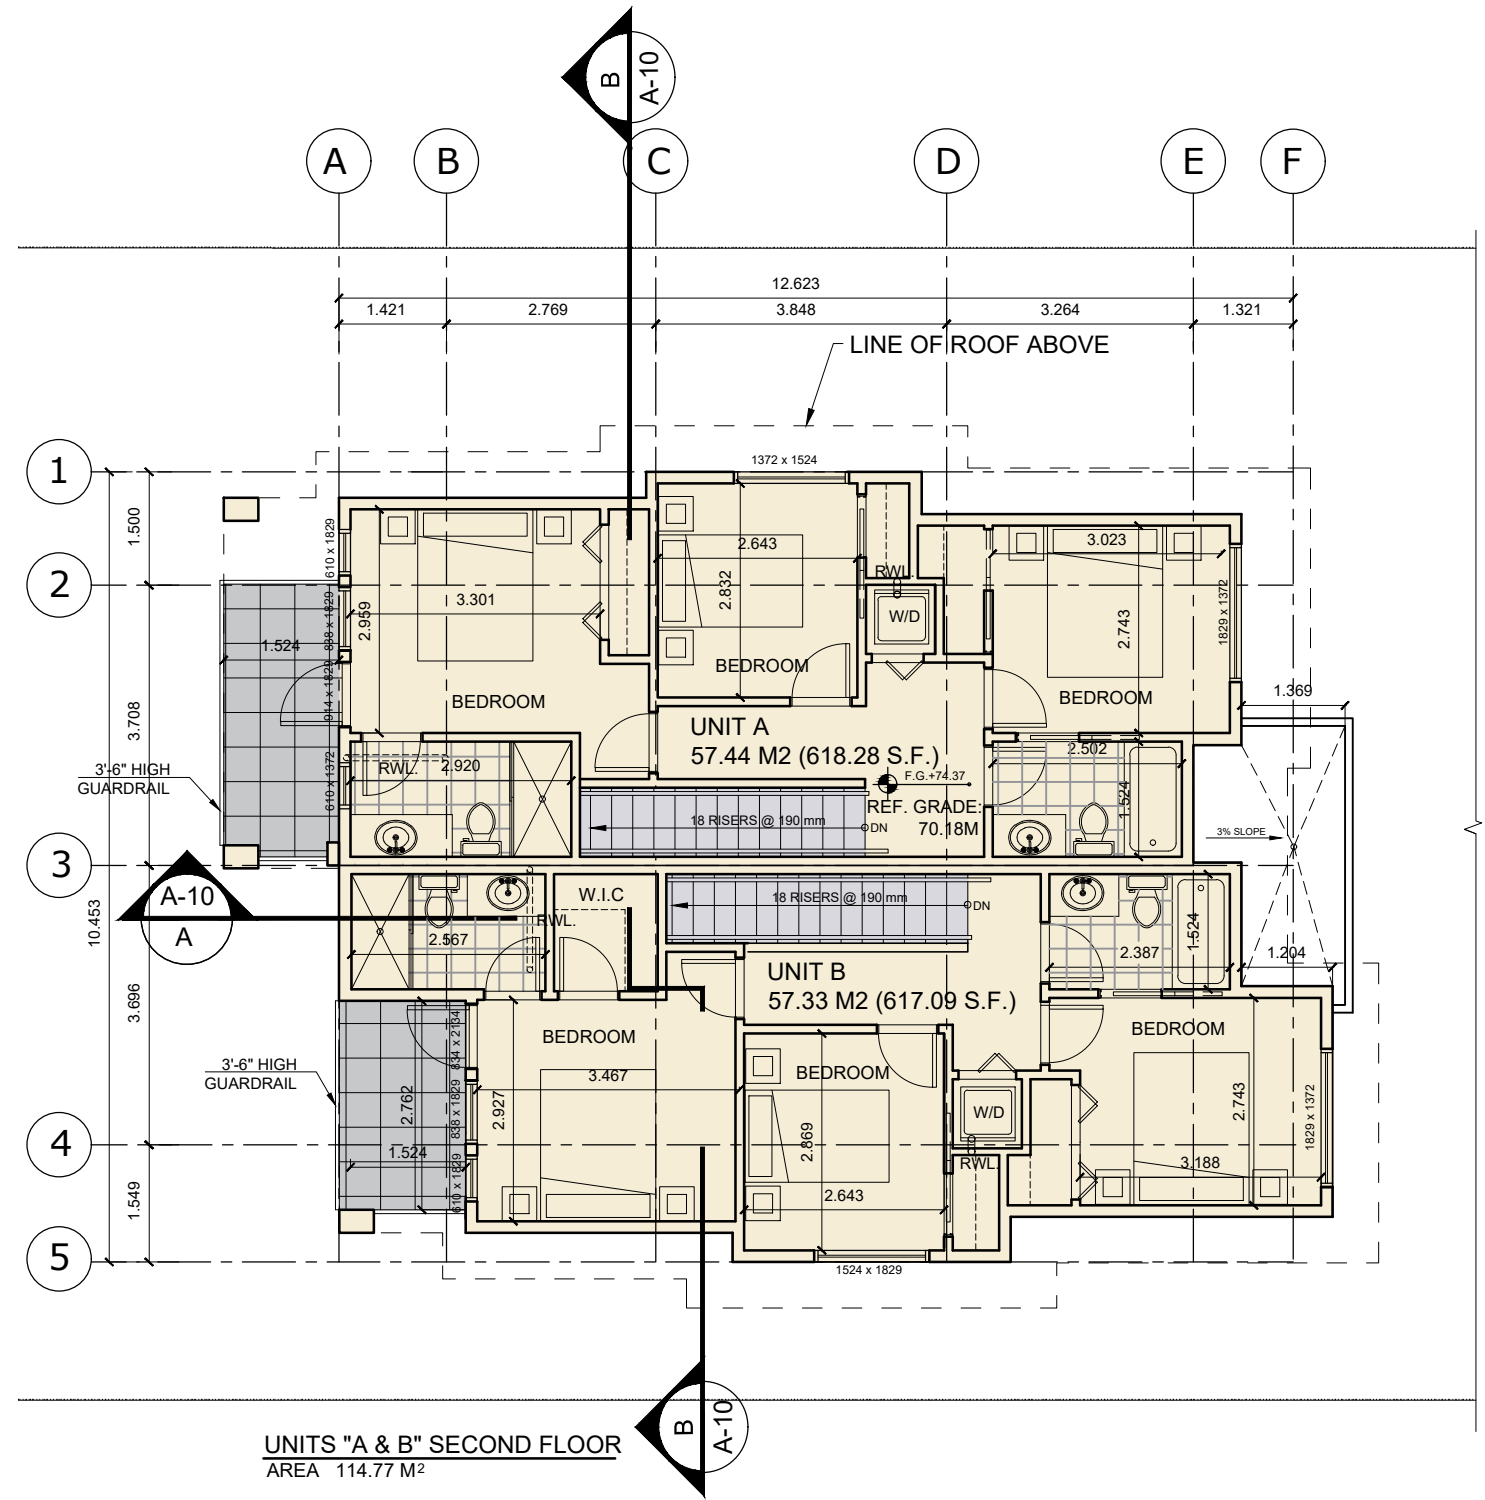 B
A-10
A
B
C
D
E
F
12.623
1.421
2.769
3.848
3.264
1.321
LINE OF ROOF ABOVE
1
1372 x 1524
1.500
610 x 1829
2.643
3.023
2
RWL.
3.301
2.959
2.832
W/D
2.743
1829 x 1372
838 x 1829
1.524
BEDROOM
BEDROOM
BEDROOM
914 x 1829
1.369
3.708
UNIT A
57.44 M2 (618.28 S.F.)
2.502
3'-6" HIGH
GUARDRAIL
RWL.
2.920
610 x 1372
F.G.+74.37
1.524
REF. GRADE:
70.18M
18 RISERS @ 190 mm
DN
3% SLOPE
3
A-10
A
10.453
W.I.C
18 RISERS @ 190 mm
DN
RWL.
2.567
1.524
2.387
1.204
UNIT B
57.33 M2 (617.09 S.F.)
3.696
BEDROOM
834 x 2134
BEDROOM
BEDROOM
3'-6" HIGH
GUARDRAIL
3.467
2.762
838 x 1829
2.927
W/D
2.743
1829 x 1372
4
2.869
1.524
RWL.
3.188
610 x 1829
2.643
1.549
5
1524 x 1829
B
A-10
UNITS "A & B" SECOND FLOOR
AREA 114.77 M²